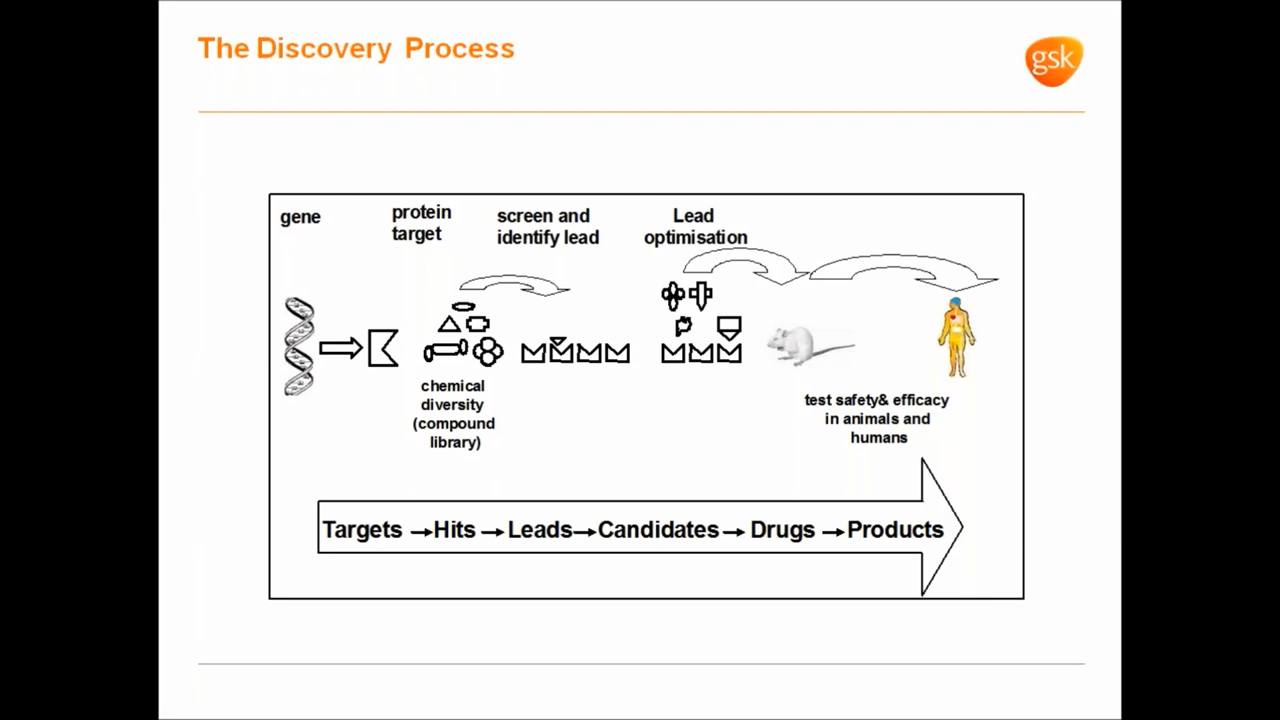 The Discovery Process
gsk
gene
protein
target
screen and
identify lead
Lead
optimisation
chemical
diversity
(compound
library)
test safety& efficacy
in animals and
humans
Targets →Hits →Leads→Candidates→ Drugs →Products